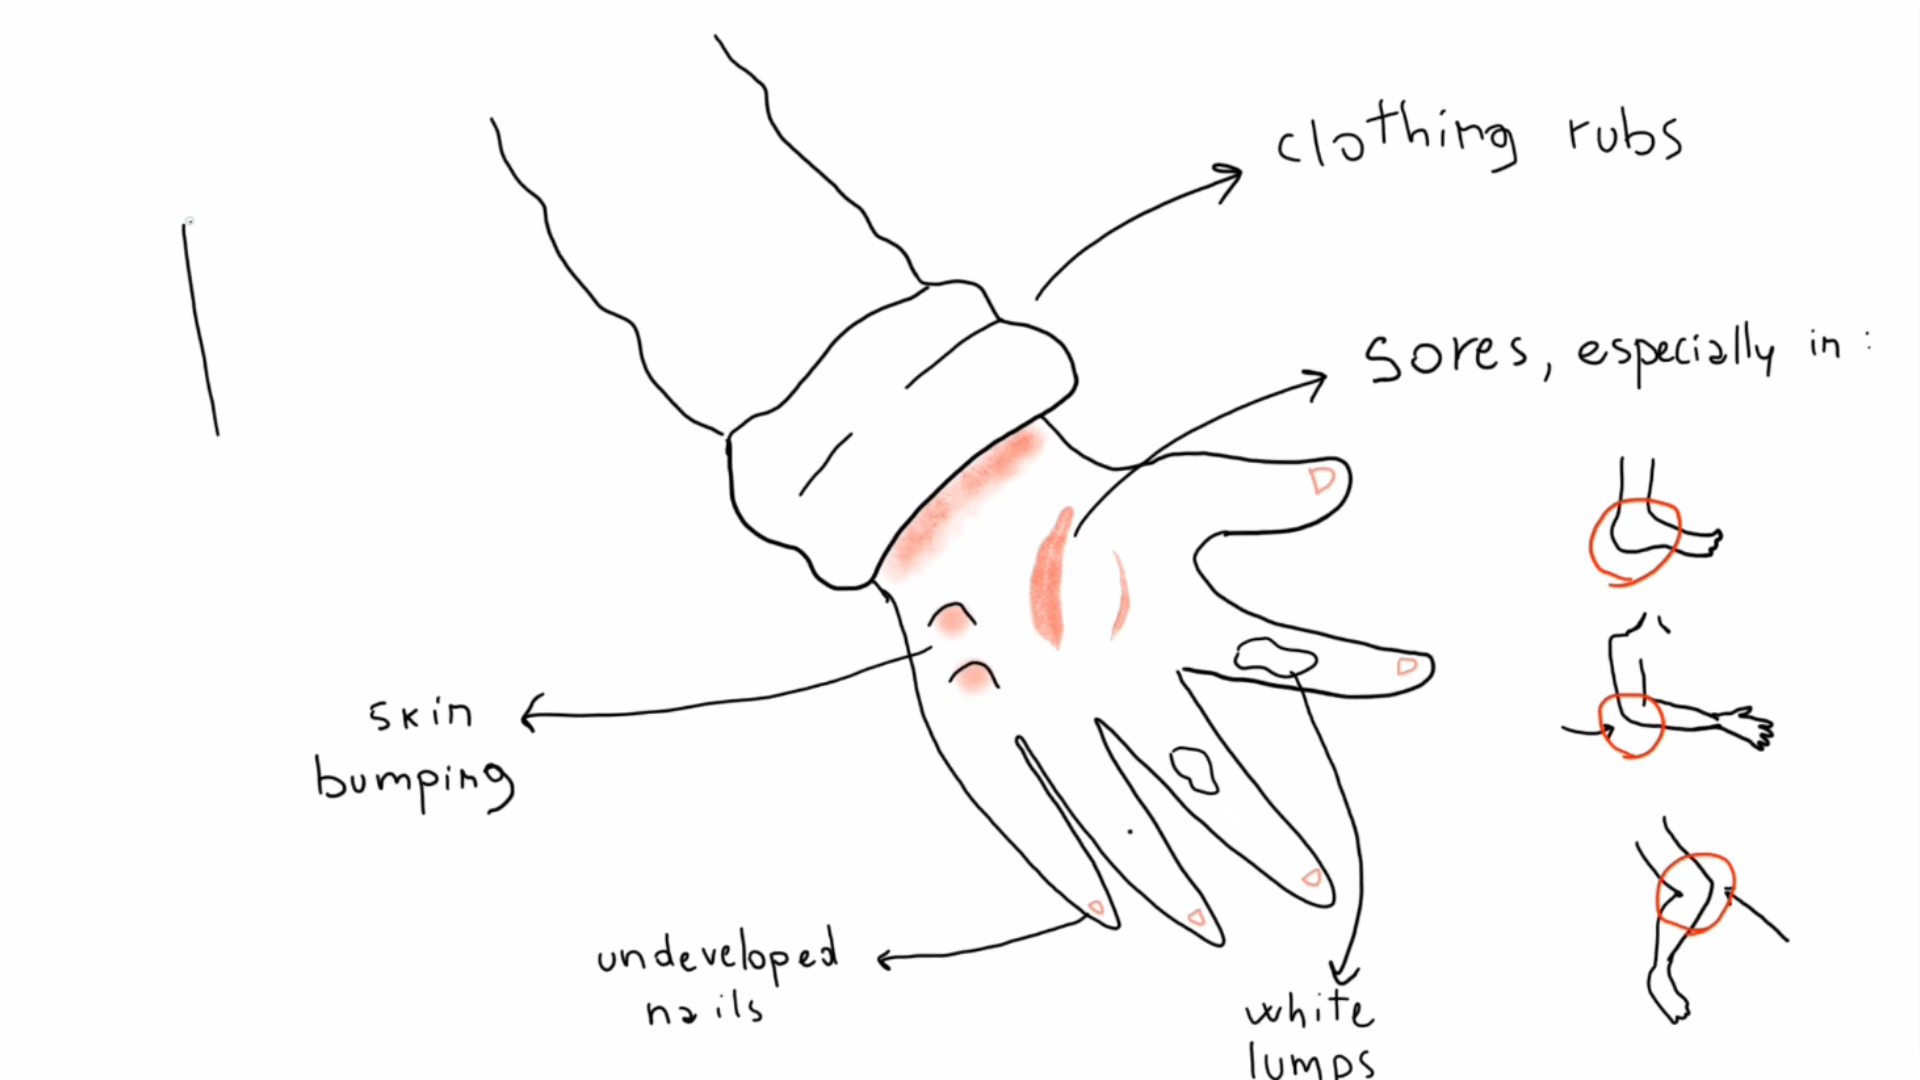 clothing rubs
sores, especially in :
skin
bumping
undeveloped
nails
white
lumps